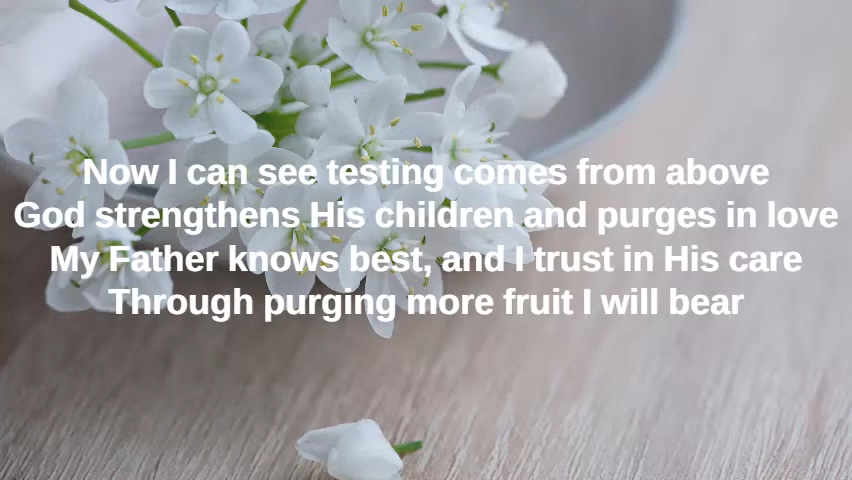 Now I can see testing comes from above
God strengthens His children and purges in love
My Father knows best, and I trust in His care
Through purging more fruit I will bear